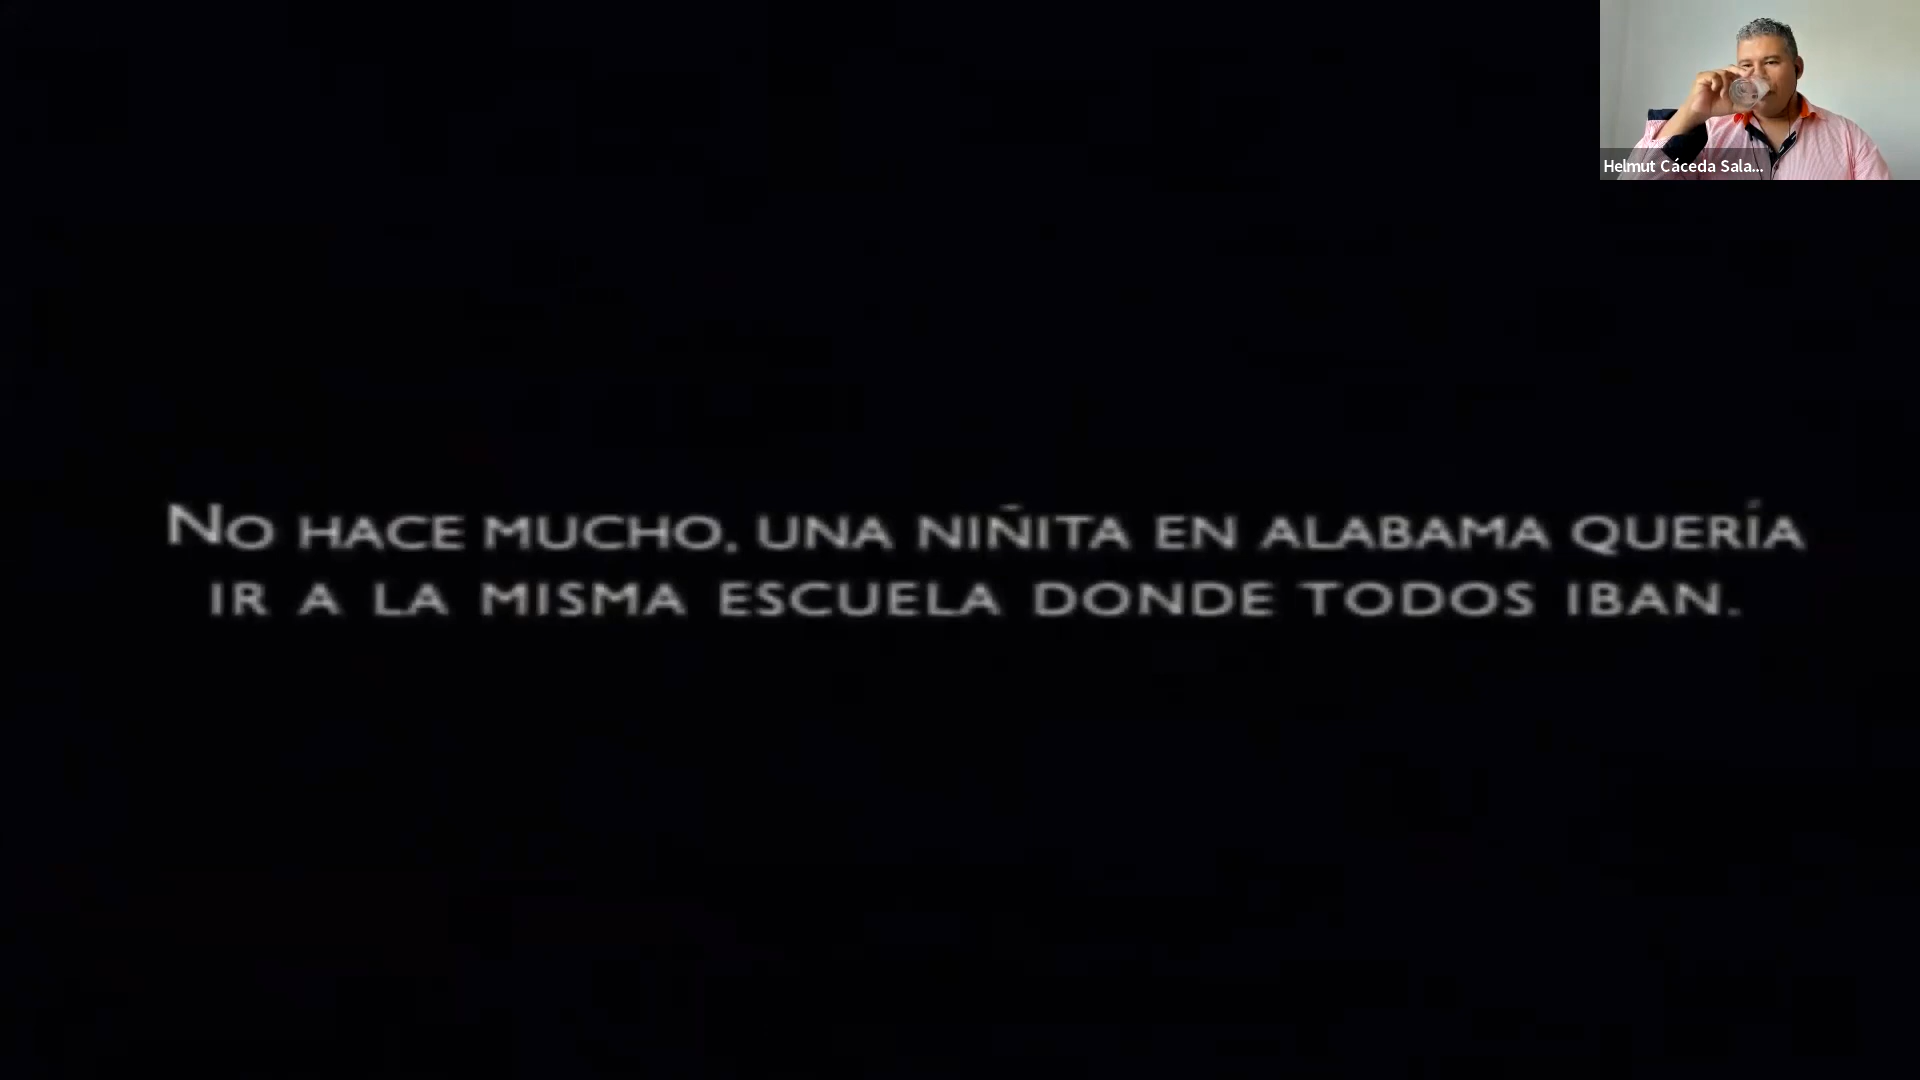 Helmut Cáceda Sala...
NO HACE MUCHO, UNA NIÑITA EN ALABAMA QUERÍA
IR A LA MISMA ESCUELA DONDE TODOS IBAN.